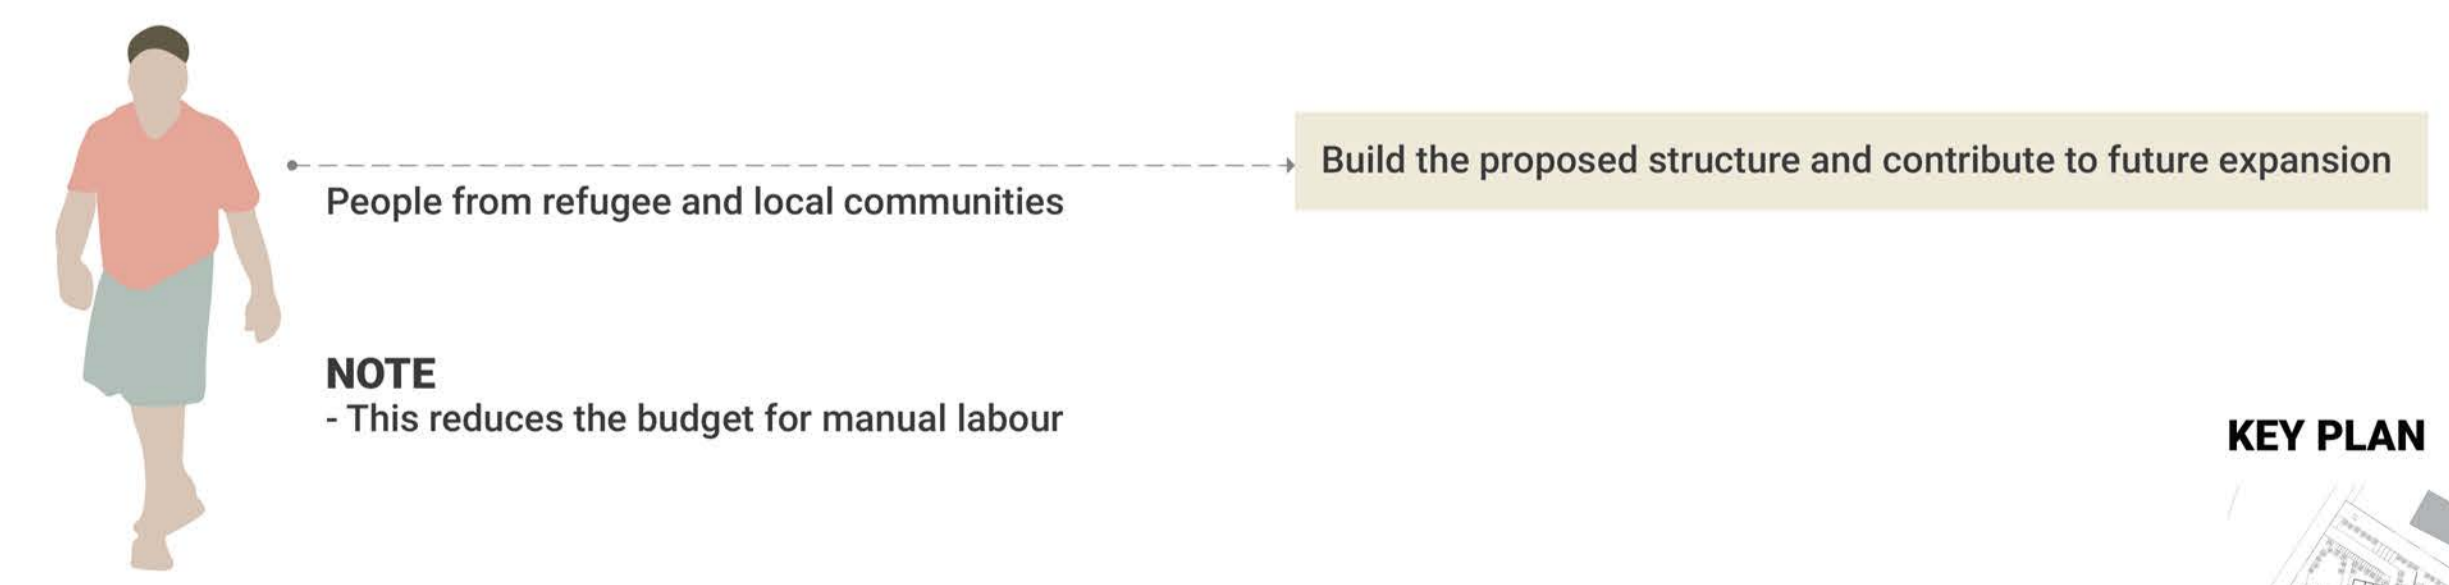 Build the proposed structure and contribute to future expansion
People from refugee and local communities
NOTE
- This reduces the budget for manual labour
KEY PLAN